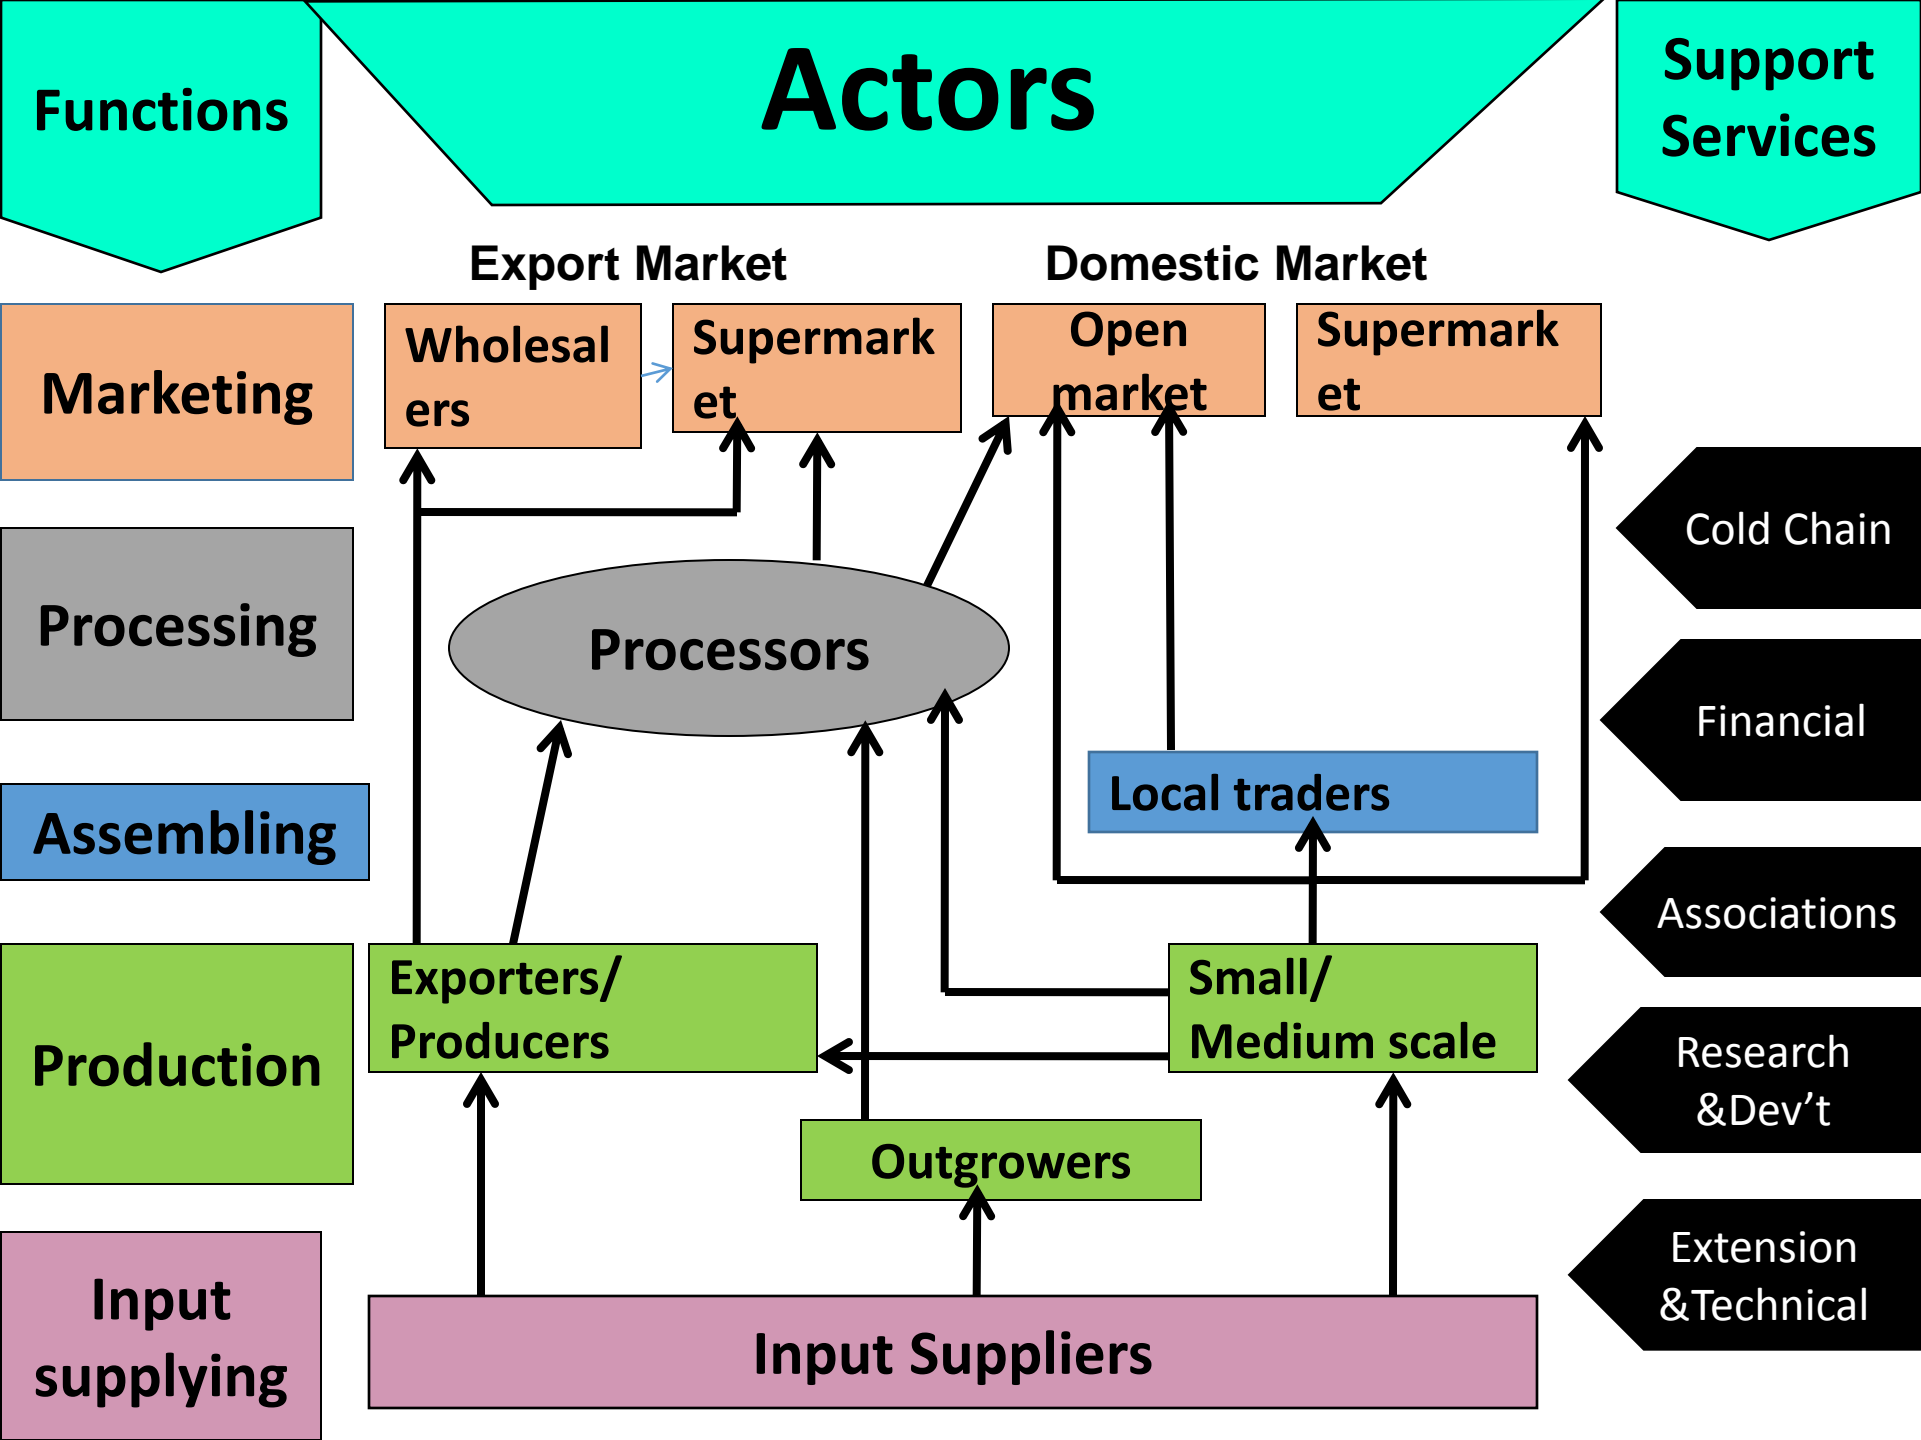 Functions
Actors
Support
Services
Export Market
Domestic Market
Marketing
Wholesal
ers
Supermark
et
Open
market
Supermark
et
Cold Chain
Processing
Processors
Financial
Assembling
Local traders
Associations
Production
Exporters/
Producers
Small/
Medium scale
Research
&Dev’t
Outgrowers
Input
supplying
Input Suppliers
Extension
&Technical